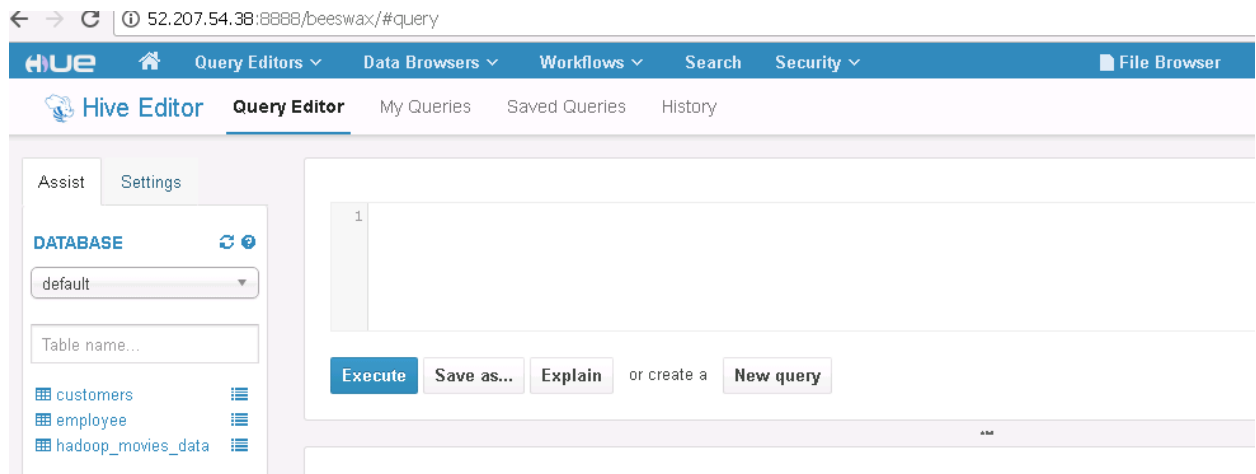 52.207.54.38:8888/beeswax/#query
HUE Query Editors Data Browsers Workflows Search Security File Browser
Hive Editor Query Editor My Queries Saved Queries History
Assist Settings
1
DATABASE
default
Table name...
Execute Save as... Explain or create a New query
customers
employee
hadoop_movies_data